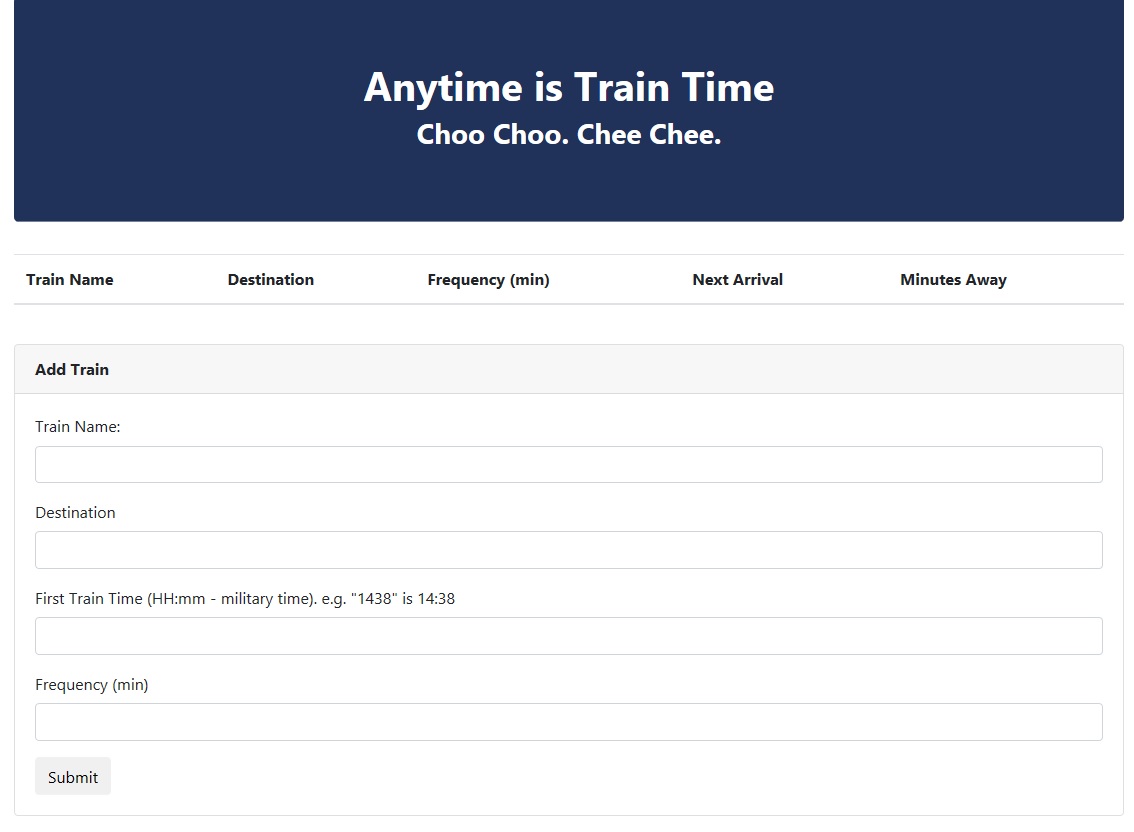 Anytime is Train Time
Choo Choo. Chee Chee.
Train Name Destination Frequency (min) Next Arrival Minutes Away
Add Train
Train Name:
Destination
First Train Time (HH:mm - military time). e.g. "1438" is 14:38
Frequency (min)
Submit